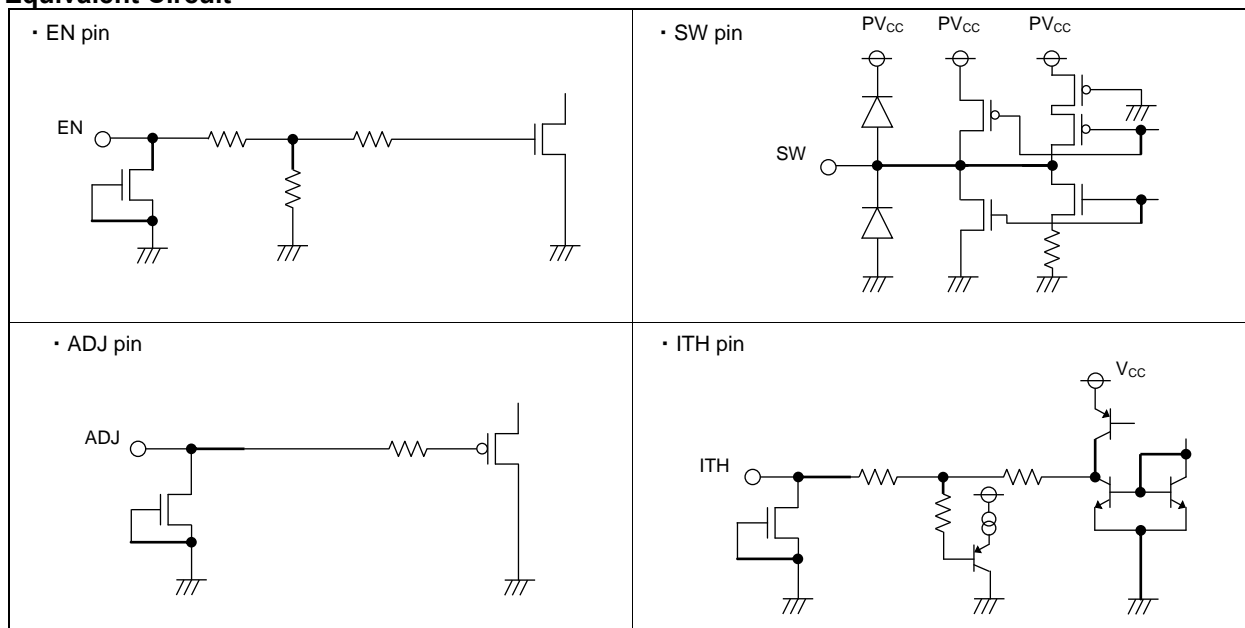 Equivalent Circuit
・EN pin
EN
・SW pin
PVCC PVCC PVCC
SW
・ADJ pin
ADJ
・ITH pin
VCC
ITH